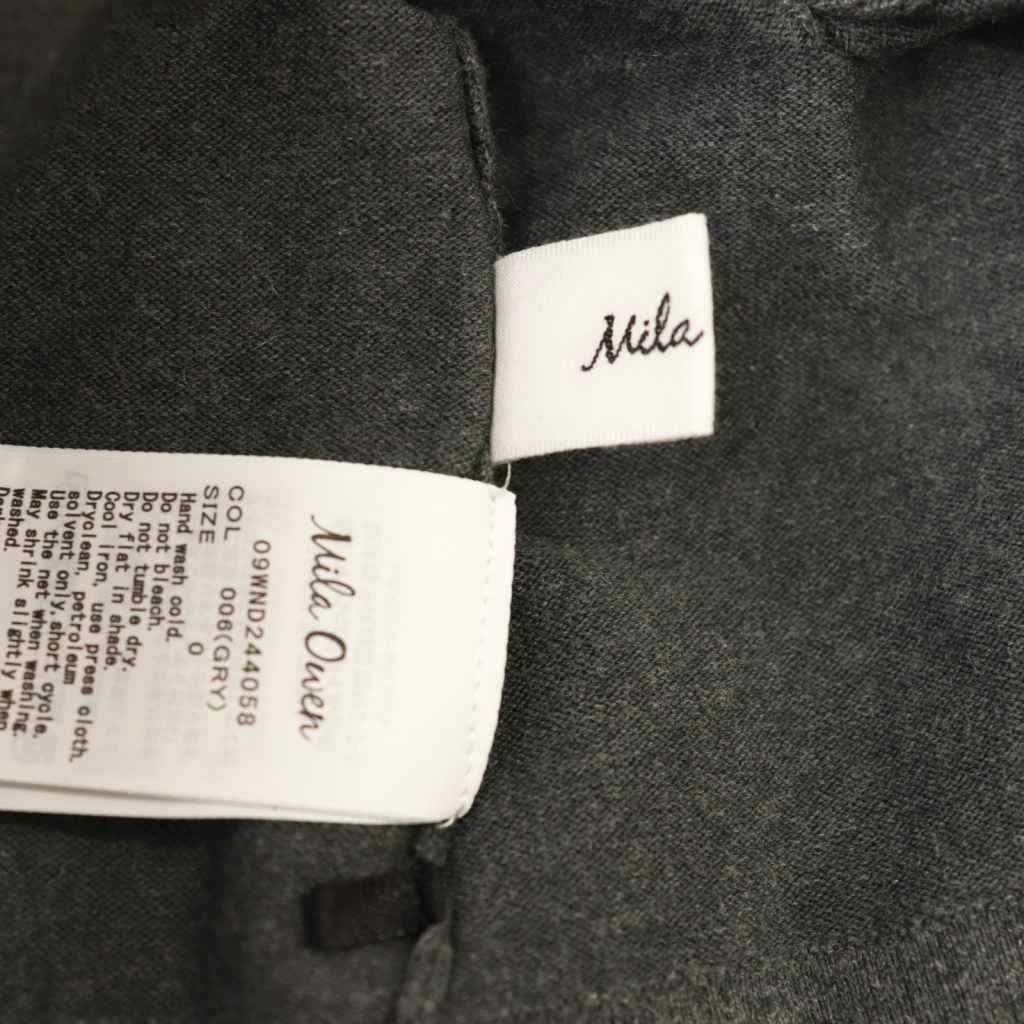 Mila
Mila Owen
09WND244058
COL 006(GRY)
SIZE 0
Hand wash cold.
Do not bleach.
Do not tumble dry.
Dry flat in shade.
Cool iron, use press cloth.
Dryclean, petroleum
solvent only,short cycle.
Use the net when washing.
May shrink slightly when
washed.